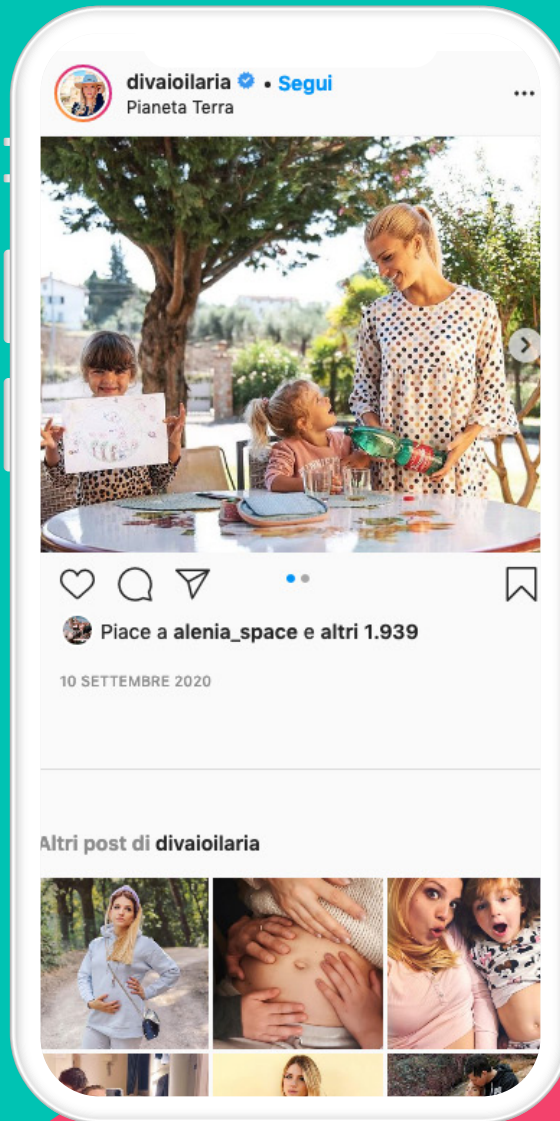 divaioilaria • Segui
Pianeta Terra
Piace a alenia_space e altri 1.939
10 SETTEMBRE 2020
Altri post di divaioilaria